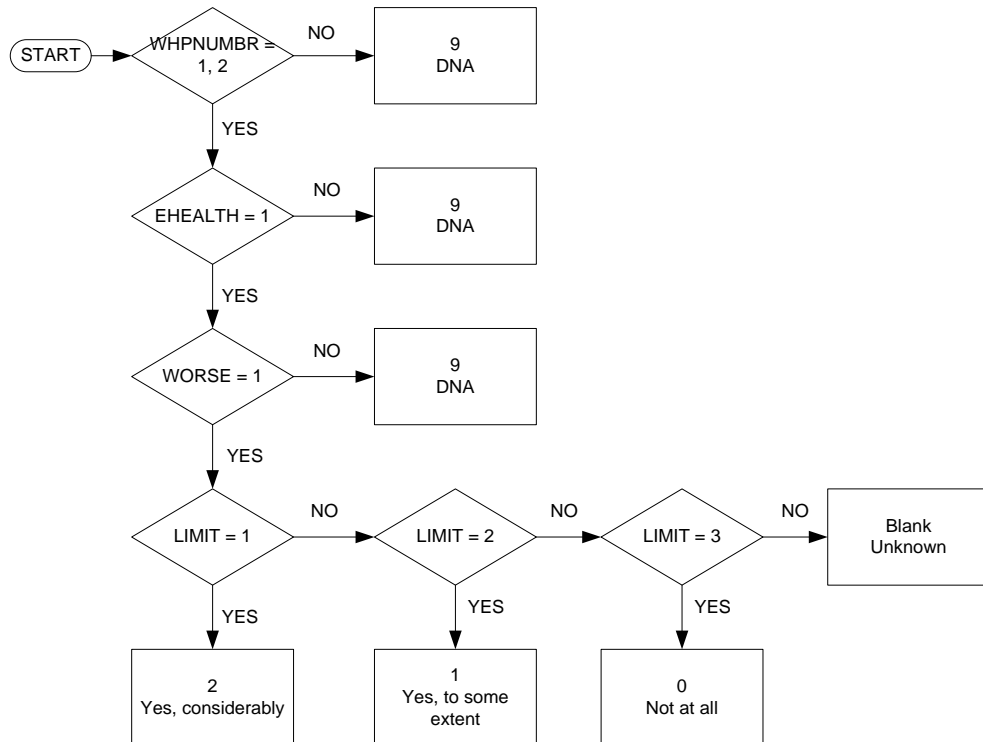 START
WHPNUMBR =
1, 2
NO
9
DNA
YES
EHEALTH = 1
NO
9
DNA
YES
WORSE = 1
NO
9
DNA
YES
LIMIT = 1
NO
LIMIT = 2
NO
LIMIT = 3
NO
Blank
Unknown
YES
YES
YES
2
Yes, considerably
1
Yes, to some
extent
0
Not at all